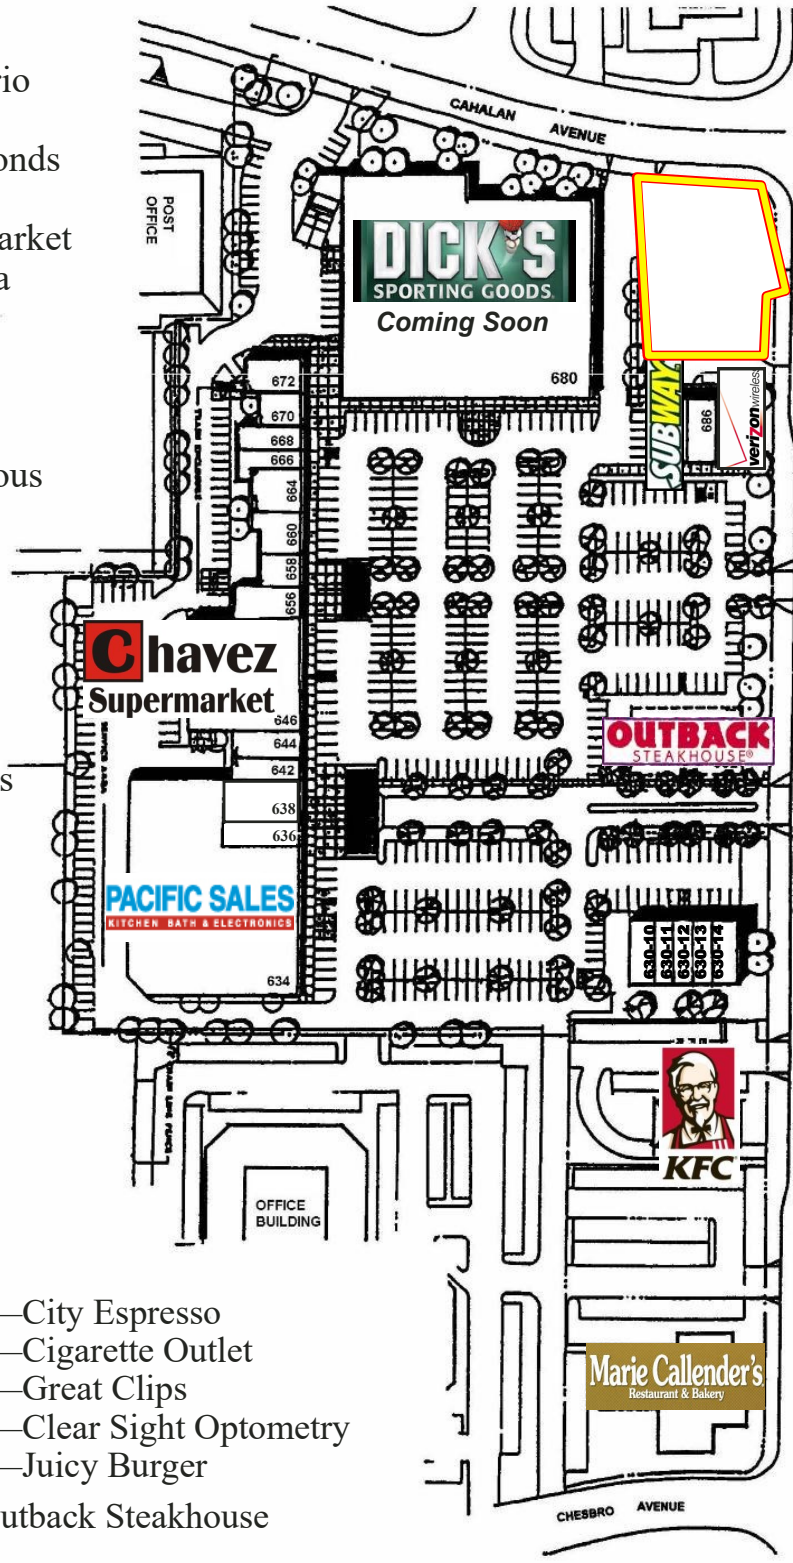 CAHALAN
AVENUE
rio
onds
arket
a
ous
s
POST
OFFICE
DICK'S
SPORTING GOODS
Coming Soon
680
672
670
668
666
664
660
658
656
SUBWAY
686
verizonwireless
Chavez
Supermarket
646
644
642
638
636
OUTBACK
STEAKHOUSE®
PACIFIC SALES
KITCHEN BATH & ELECTRONICS
634
630-10
630-11
630-12
630-13
630-14
KFC
OFFICE
BUILDING
Marie Callender's
Restaurant & Bakery
—City Espresso
—Cigarette Outlet
—Great Clips
—Clear Sight Optometry
—Juicy Burger
utback Steakhouse
CHESBRO AVENUE